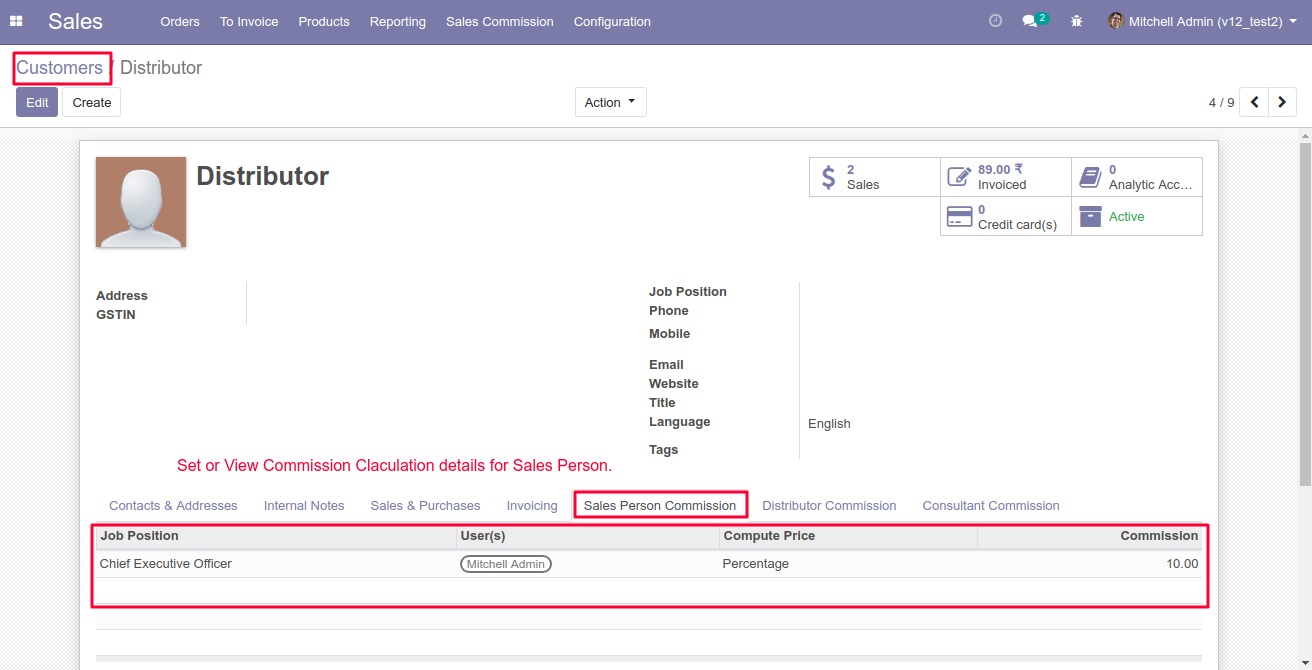 Sales Orders To Invoice Products Reporting Sales Commission Configuration 2 Mitchell Admin (v12_test2)
Customers / Distributor
Edit Create Action 4 / 9
Distributor
2
Sales
89.00 ₹
Invoiced
0
Analytic Acc...
0
Credit card(s)
Active
Address
GSTIN
Job Position
Phone
Mobile
Email
Website
Title
Language English
Tags
Set or View Commission Claculation details for Sales Person.
Contacts & Addresses Internal Notes Sales & Purchases Invoicing Sales Person Commission Distributor Commission Consultant Commission
Job Position User(s) Compute Price Commission
Chief Executive Officer Mitchell Admin Percentage 10.00